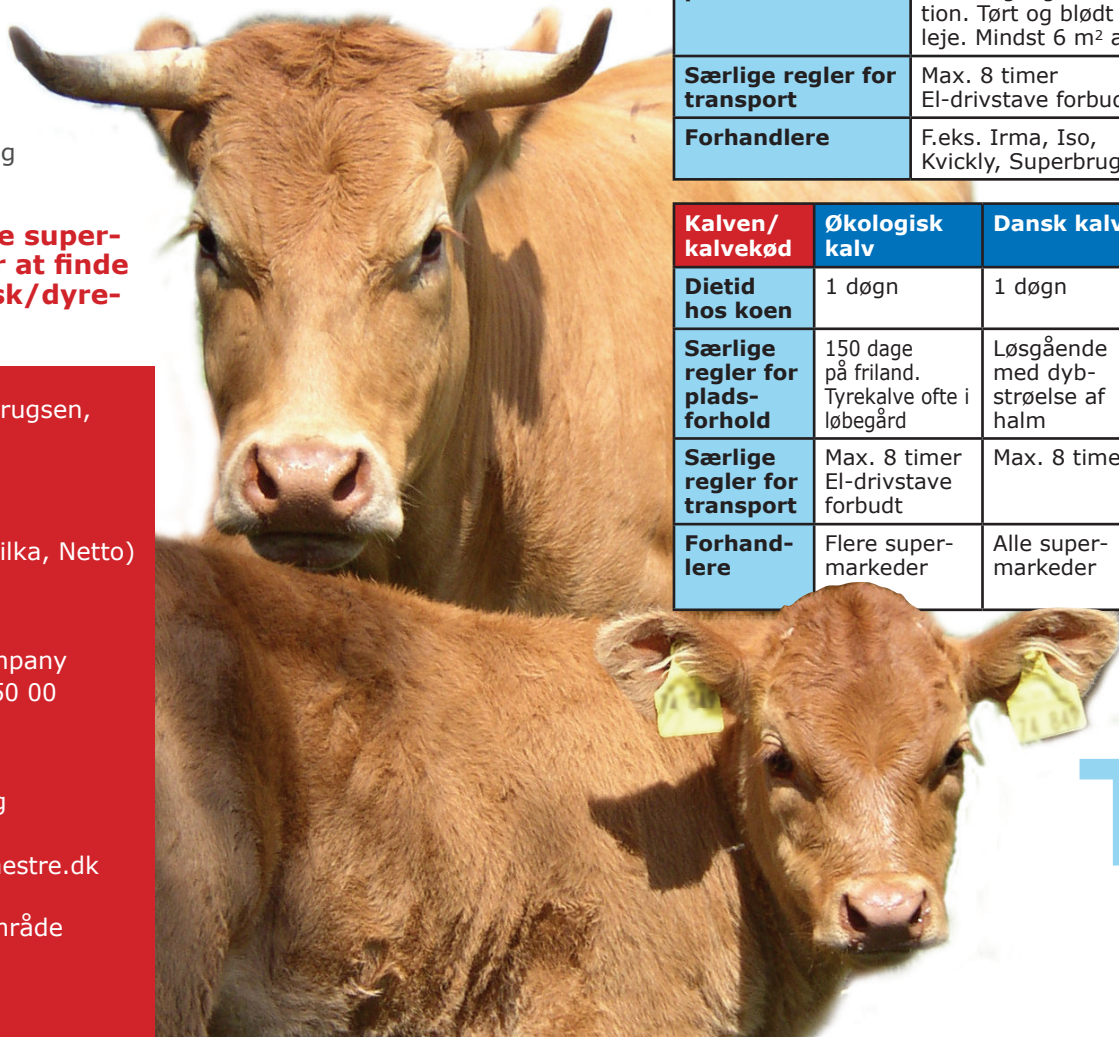 g
e super-
r at finde
sk/dyre-
rugsen,
ilka, Netto)
mpany
50 00
g
estre.dk
mråde
tion. Tørt og blødt
leje. Mindst 6 m² a
Særlige regler for
transport
Max. 8 timer
El-drivstave forbud
Forhandlere
F.eks. Irma, Iso,
Kvickly, Superbrug
Kalven/
kalvekød
Økologisk
kalv
Dansk kalv
Dietid
hos koen
1 døgn
1 døgn
Særlige
regler for
plads-
forhold
150 dage
på friland.
Tyrekalve ofte i
løbegård
Løsgående
med dyb-
strøelse af
halm
Særlige
regler for
transport
Max. 8 timer
El-drivstave
forbudt
Max. 8 time
Forhand-
lere
Flere super-
markeder
Alle super-
markeder
T